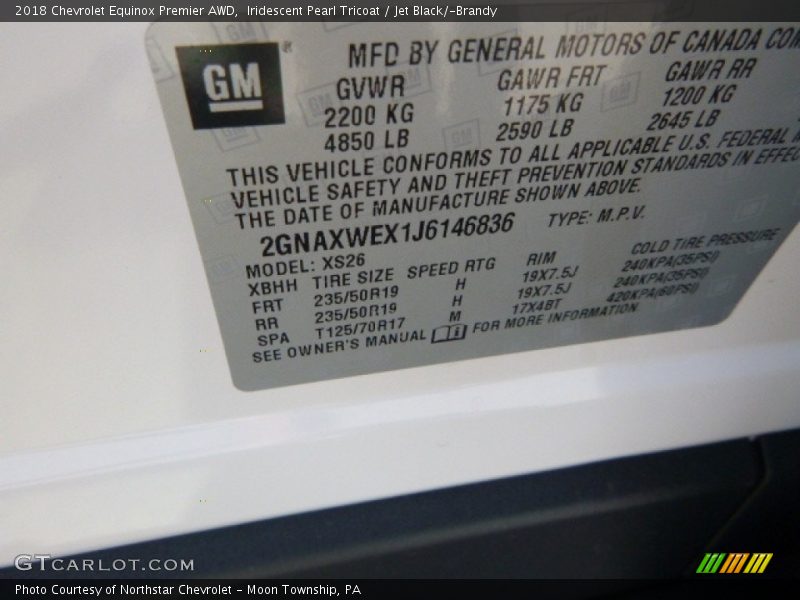 2018 Chevrolet Equinox Premier AWD,  Iridescent Pearl Tricoat / Jet Black/­Brandy
GM
®
MFD BY GENERAL MOTORS OF CANADA COM
GVWR GAWR FRT GAWR RR
2200 KG 1175 KG 1200 KG
4850 LB 2590 LB 2645 LB
THIS VEHICLE CONFORMS TO ALL APPLICABLE U.S. FEDERAL M
VEHICLE SAFETY AND THEFT PREVENTION STANDARDS IN EFFEC
THE DATE OF MANUFACTURE SHOWN ABOVE.
2GNAXWEX1J6146836 TYPE: M.P.V.
MODEL: XS26
XBHH TIRE SIZE SPEED RTG RIM COLD TIRE PRESSURE
FRT 235/50R19 H 19X7.5J 240KPA(35PSI)
RR 235/50R19 H 19X7.5J 240KPA(35PSI)
SPA T125/70R17 M 17X4BT 420KPA(60PSI)
SEE OWNER'S MANUAL FOR MORE INFORMATION
GTCARLOT.COM
Photo Courtesy of Northstar Chevrolet - Moon Township, PA